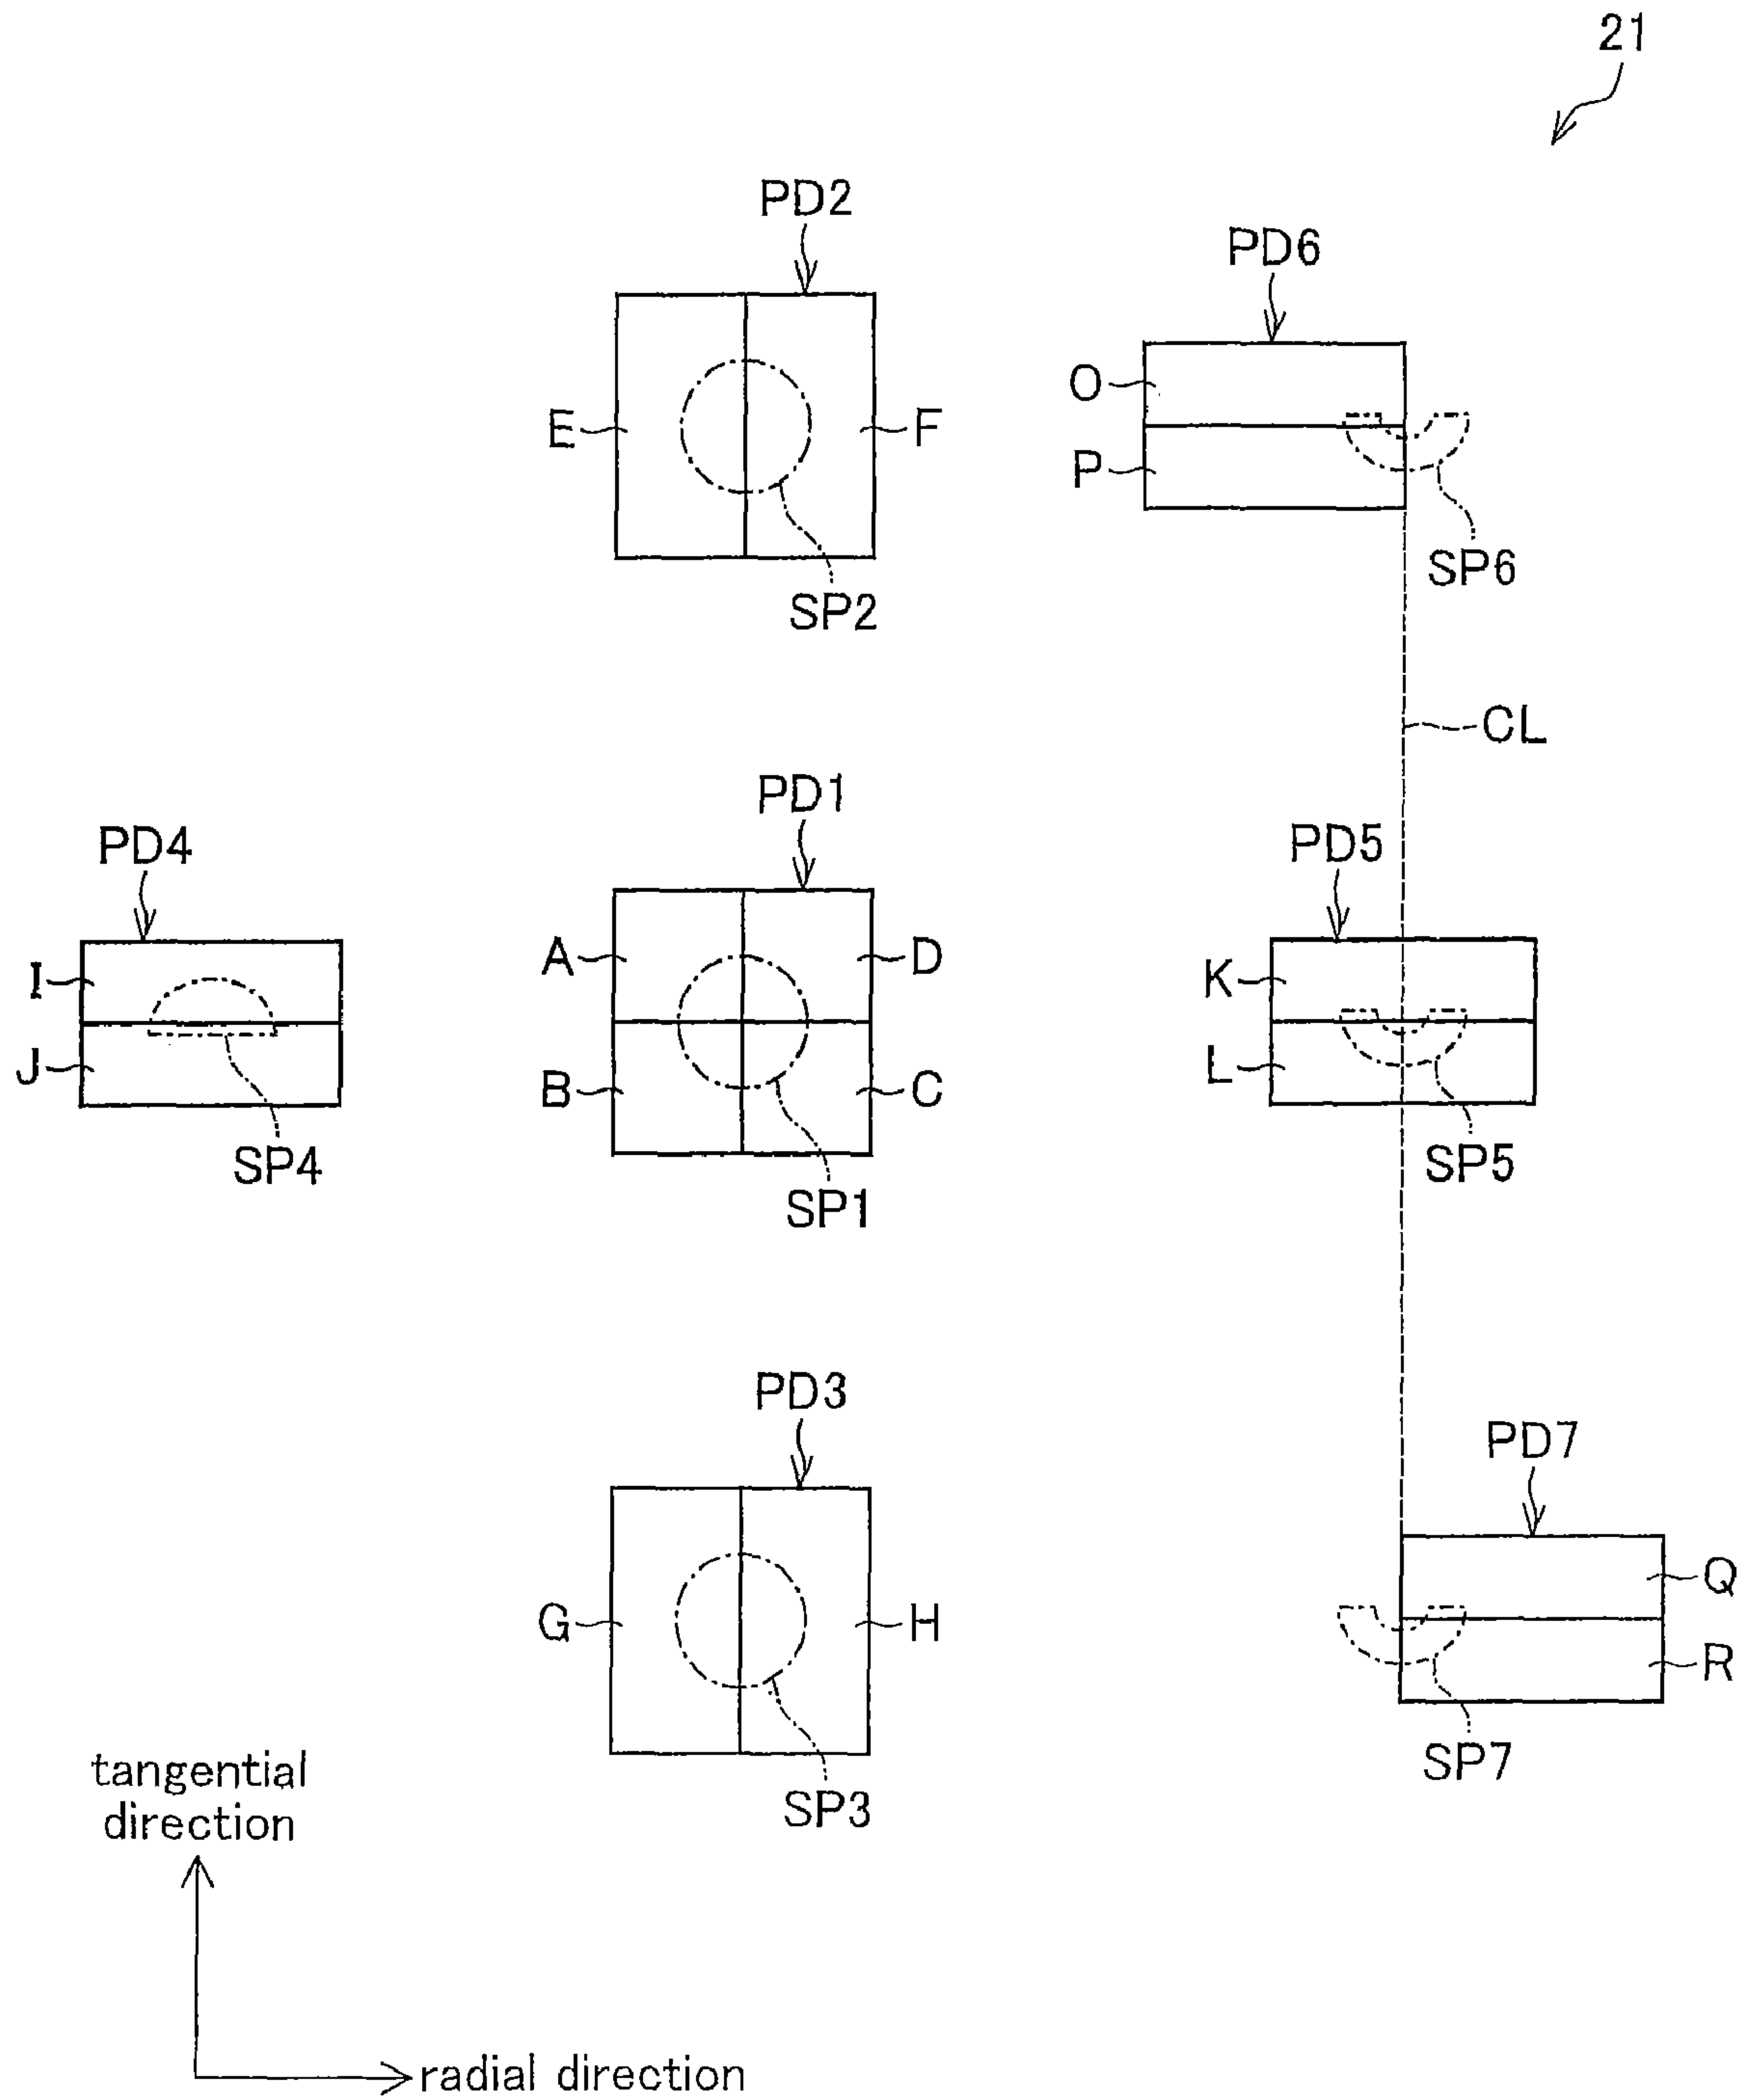 21
PD2
PD6
O
E
F
P
SP6
SP2
CL
PD1
PD5
PD4
A
D
I
K
J
B
C
L
SP4
SP5
SP1
PD3
PD7
Q
G
H
R
SP7
tangential
direction
SP3
radial direction